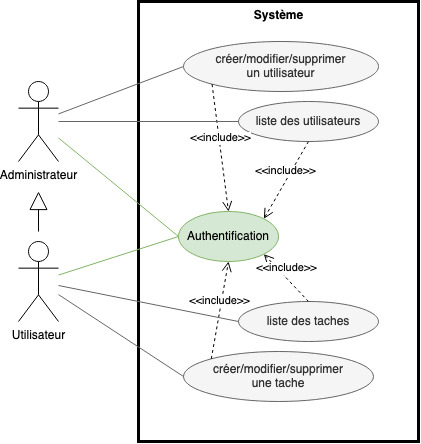 Système
créer/modifier/supprimer
un utilisateur
liste des utilisateurs
<<include>>
Administrateur
<<include>>
Authentification
<<include>>
<<include>>
Utilisateur
liste des taches
créer/modifier/supprimer
une tache